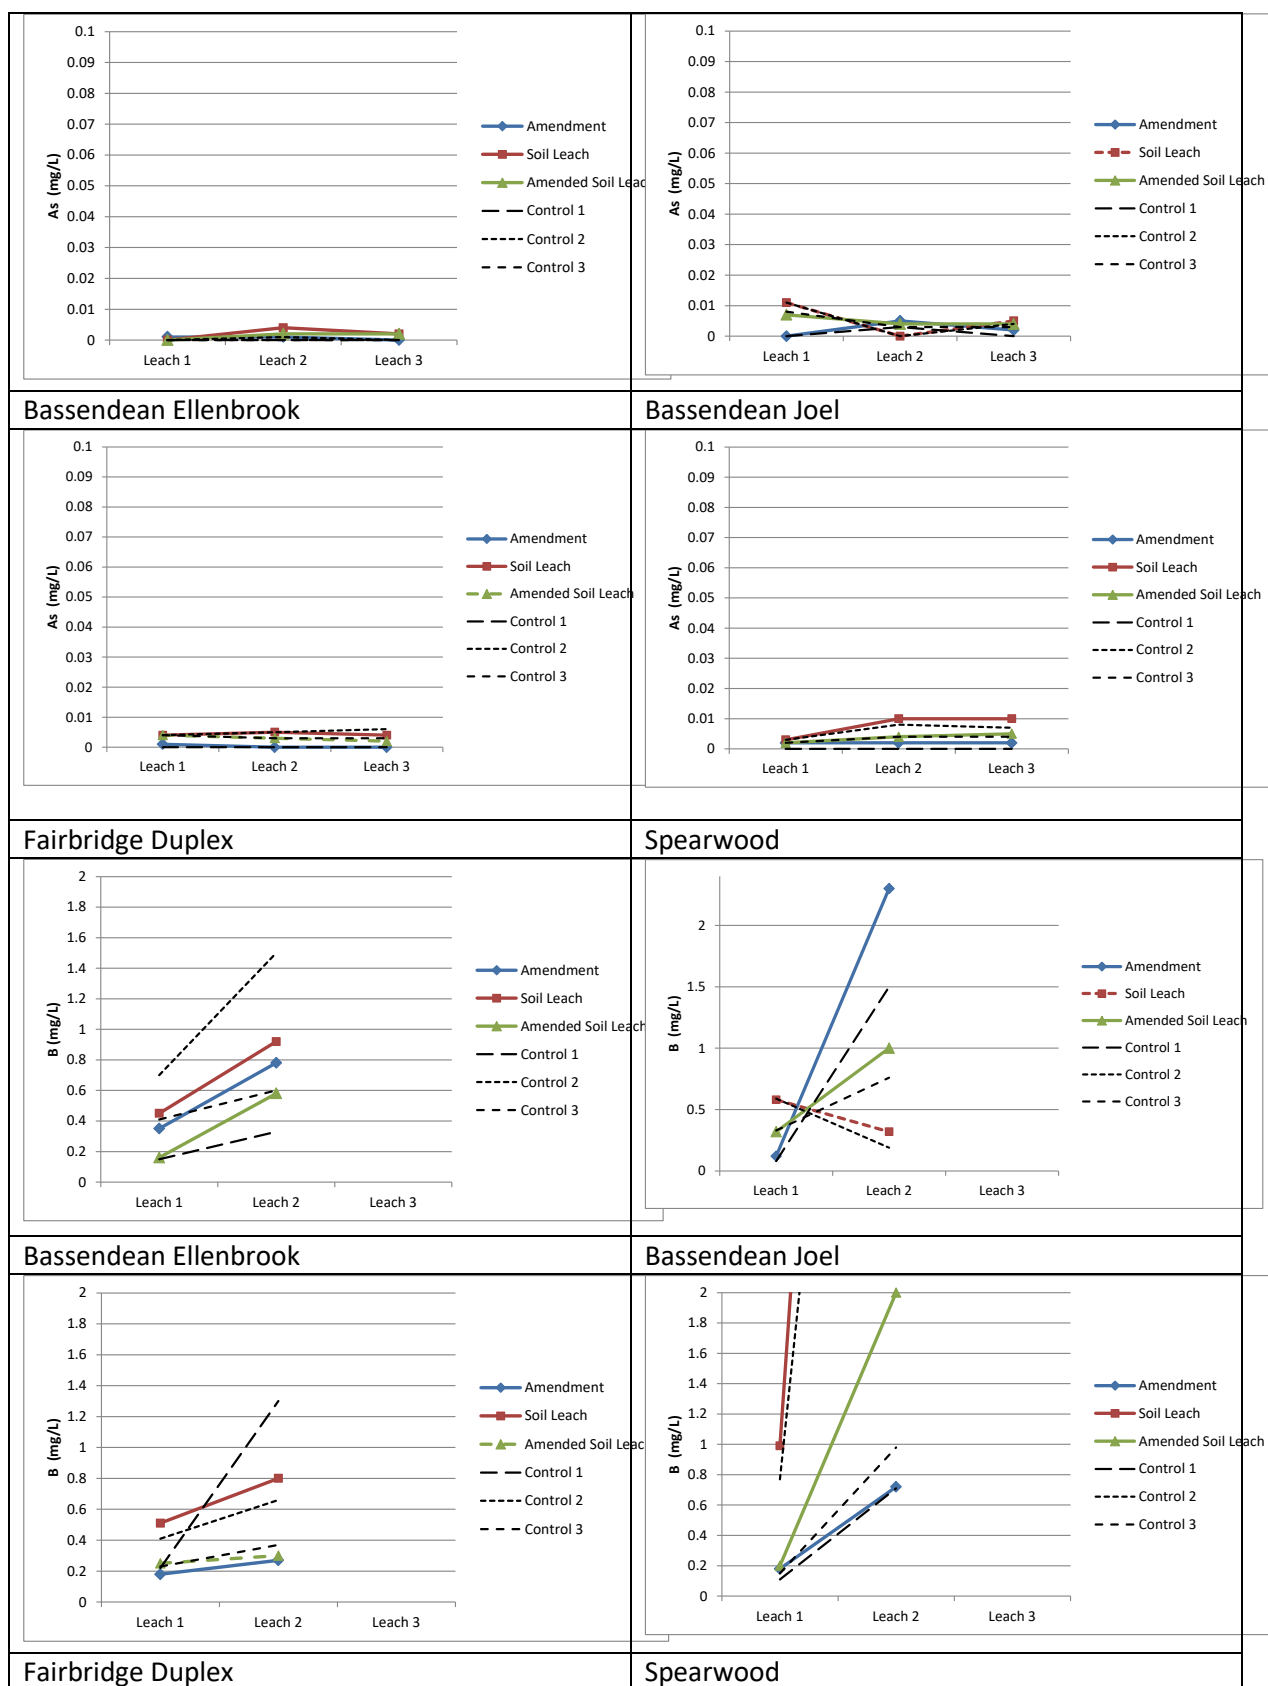 0.1
0.09
0.08
0.07
0.06
0.05
0.04
0.03
0.02
0.01
0
As (mg/L)
Leach 1 Leach 2 Leach 3
Amendment
Soil Leach
Amended Soil Leac
Control 1
Control 2
Control 3
0.1
0.09
0.08
0.07
0.06
0.05
0.04
0.03
0.02
0.01
0
As (mg/L)
Leach 1 Leach 2 Leach 3
Amendment
Soil Leach
Amended Soil Leach
Control 1
Control 2
Control 3
Bassendean Ellenbrook
Bassendean Joel
0.1
0.09
0.08
0.07
0.06
0.05
0.04
0.03
0.02
0.01
0
As (mg/L)
Leach 1 Leach 2 Leach 3
Amendment
Soil Leach
Amended Soil Leach
Control 1
Control 2
Control 3
0.1
0.09
0.08
0.07
0.06
0.05
0.04
0.03
0.02
0.01
0
As (mg/L)
Leach 1 Leach 2 Leach 3
Amendment
Soil Leach
Amended Soil Leach
Control 1
Control 2
Control 3
Fairbridge Duplex
Spearwood
2
1.8
1.6
1.4
1.2
1
0.8
0.6
0.4
0.2
0
B (mg/L)
Leach 1 Leach 2 Leach 3
Amendment
Soil Leach
Amended Soil Leach
Control 1
Control 2
Control 3
2
1.5
1
0.5
0
B (mg/L)
Leach 1 Leach 2 Leach 3
Amendment
Soil Leach
Amended Soil Leach
Control 1
Control 2
Control 3
Bassendean Ellenbrook
Bassendean Joel
2
1.8
1.6
1.4
1.2
1
0.8
0.6
0.4
0.2
0
B (mg/L)
Leach 1 Leach 2 Leach 3
Amendment
Soil Leach
Amended Soil Leac
Control 1
Control 2
Control 3
2
1.8
1.6
1.4
1.2
1
0.8
0.6
0.4
0.2
0
B (mg/L)
Leach 1 Leach 2 Leach 3
Amendment
Soil Leach
Amended Soil Leach
Control 1
Control 2
Control 3
Fairbridge Duplex
Spearwood